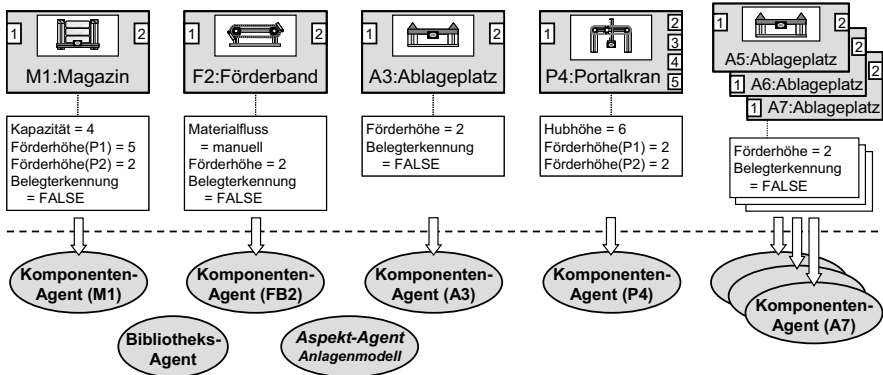 1
2
M1:Magazin
1
2
F2:Förderband
1
2
A3:Ablageplatz
1
2
3
4
5
P4:Portalkran
1
2
A5:Ablageplatz
2
1
A6:Ablageplatz
2
1
A7:Ablageplatz
Kapazität = 4
Förderhöhe(P1) = 5
Förderhöhe(P2) = 2
Belegterkennung
= FALSE
Materialfluss
= manuell
Förderhöhe = 2
Belegterkennung
= FALSE
Förderhöhe = 2
Belegterkennung
= FALSE
Hubhöhe = 6
Förderhöhe(P1) = 2
Förderhöhe(P2) = 2
Förderhöhe = 2
Belegterkennung
= FALSE
Komponenten-
Agent (M1)
Komponenten-
Agent (FB2)
Komponenten-
Agent (A3)
Komponenten-
Agent (P4)
Komponenten-
Agent (A7)
Bibliotheks-
Agent
Aspekt-Agent
Anlagenmodell